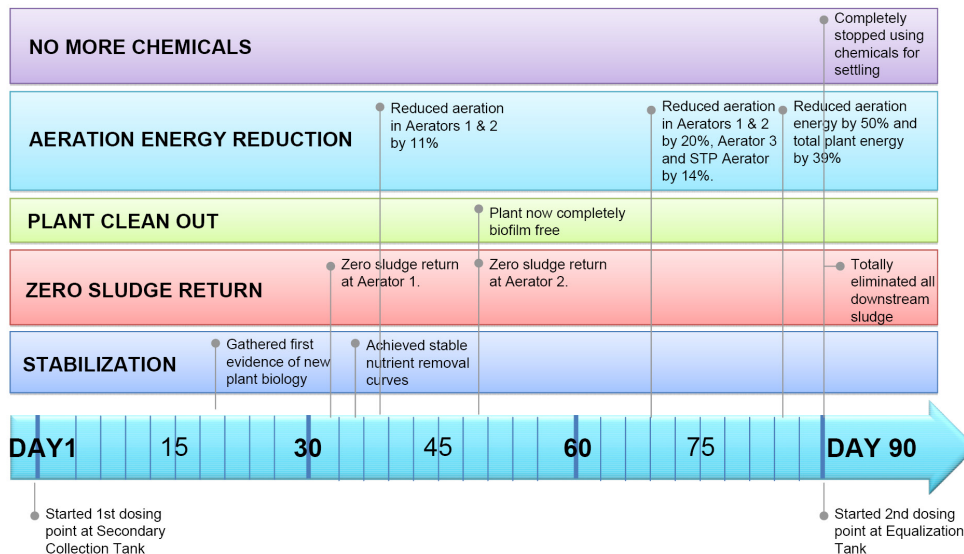 NO MORE CHEMICALS
Completely
stopped using
chemicals for
settling
AERATION ENERGY REDUCTION
Reduced aeration
in Aerators 1 & 2
by 11%
Reduced aeration
in Aerators 1 & 2
by 20%, Aerator 3
and STP Aerator
by 14%.
Reduced aeration
energy by 50% and
total plant energy
by 39%
PLANT CLEAN OUT
Plant now completely
biofilm free
ZERO SLUDGE RETURN
Zero sludge return
at Aerator 1.
Zero sludge return
at Aerator 2.
Totally
eliminated all
downstream
sludge
STABILIZATION
Gathered first
evidence of new
plant biology
Achieved stable
nutrient removal
curves
DAY1 15 30 45 60 75 DAY 90
Started 1st dosing
point at Secondary
Collection Tank
Started 2nd dosing
point at Equalization
Tank